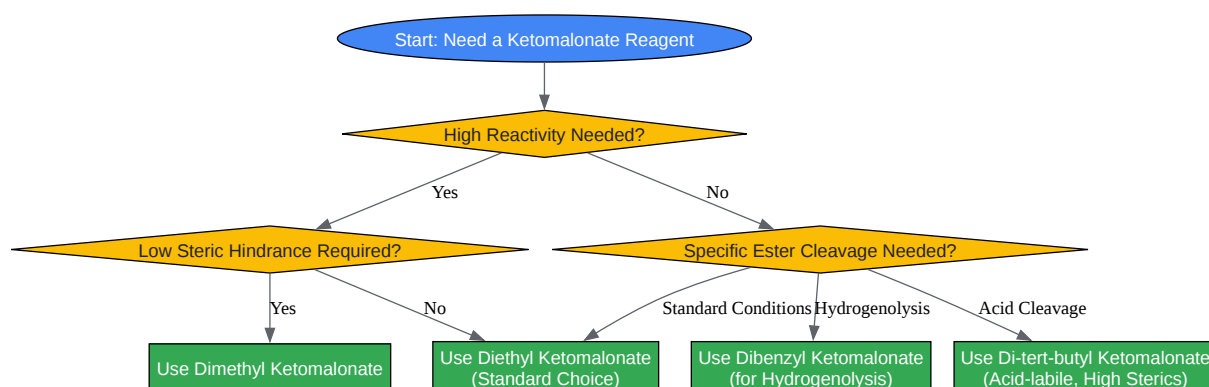 Start: Need a Ketomalonate Reagent
High Reactivity Needed?
Yes
No
Low Steric Hindrance Required?
Specific Ester Cleavage Needed?
Yes
No
Standard Conditions
Hydrogenolysis
Acid Cleavage
Use Dimethyl Ketomalonate
Use Diethyl Ketomalonate
(Standard Choice)
Use Dibenzyl Ketomalonate
(for Hydrogenolysis)
Use Di-tert-butyl Ketomalonate
(Acid-labile, High Sterics)